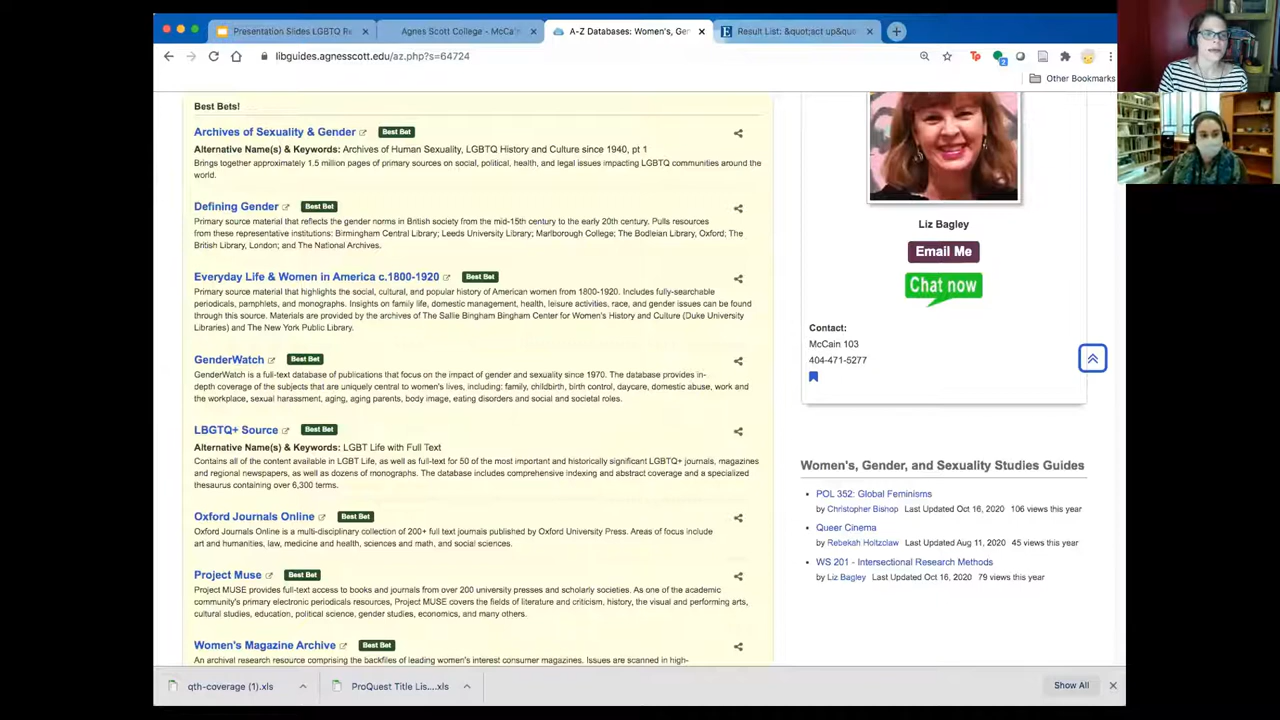 Presentation Slides LGBTQ Re
Agnes Scott College - McCa
A-Z Databases: Women's, Gen
Result List: &quot;act up&qui
libguides.agnesscott.edu/az.php?s=64724
Other Bookmarks
Best Bets!
Archives of Sexuality & Gender Best Bet
Alternative Name(s) & Keywords: Archives of Human Sexuality, LGBTQ History and Culture since 1940, pt 1
Brings together approximately 1.5 million pages of primary sources on social, political, health, and legal issues impacting LGBTQ communities around the
world.
Defining Gender Best Bet
Primary source material that reflects the gender norms in British society from the mid-15th century to the early 20th century. Pulls resources
from these representative institutions: Birmingham Central Library; Leeds University Library; Marlborough College; The Bodleian Library, Oxford; The
British Library, London; and The National Archives.
Everyday Life & Women in America c.1800-1920 Best Bet
Primary source material that highlights the social, cultural, and popular history of American women from 1800-1920. Includes fully-searchable
periodicals, pamphlets, and monographs. Insights on family life, domestic management, health, leisure activities, race, and gender issues can be found
through this source. Materials are provided by the archives of The Sallie Bingham Bingham Center for Women's History and Culture (Duke University
Libraries) and The New York Public Library.
GenderWatch Best Bet
GenderWatch is a full-text database of publications that focus on the impact of gender and sexuality since 1970. The database provides in-
depth coverage of the subjects that are uniquely central to women's lives, including: family, childbirth, birth control, daycare, domestic abuse, work and
the workplace, sexual harassment, aging, aging parents, body image, eating disorders and social and societal roles.
LBGTQ+ Source Best Bet
Alternative Name(s) & Keywords: LGBT Life with Full Text
Contains all of the content available in LGBT Life, as well as full-text for 50 of the most important and historically significant LGBTQ+ journals, magazines
and regional newspapers, as well as dozens of monographs. The database includes comprehensive indexing and abstract coverage and a specialized
thesaurus containing over 6,300 terms.
Oxford Journals Online Best Bet
Oxford Journals Online is a multi-disciplinary collection of 200+ full text journals published by Oxford University Press. Areas of focus include
art and humanities, law, medicine and health, sciences and math, and social sciences.
Project Muse Best Bet
Project MUSE provides full-text access to books and journals from over 200 university presses and scholarly societies. As one of the academic
community's primary electronic periodicals resources, Project MUSE covers the fields of literature and criticism, history, the visual and performing arts,
cultural studies, education, political science, gender studies, economics, and many others.
Women's Magazine Archive Best Bet
An archival research resource comprising the backfiles of leading women's interest consumer magazines. Issues are scanned in high-
Liz Bagley
Email Me
Chat now
Contact:
McCain 103
404-471-5277
Women's, Gender, and Sexuality Studies Guides
POL 352: Global Feminisms
by Christopher Bishop Last Updated Oct 16, 2020 106 views this year
Queer Cinema
by Rebekah Holtzclaw Last Updated Aug 11, 2020 45 views this year
WS 201 - Intersectional Research Methods
by Liz Bagley Last Updated Oct 16, 2020 79 views this year
qth-coverage (1).xls
ProQuest Title Lis....xls
Show All